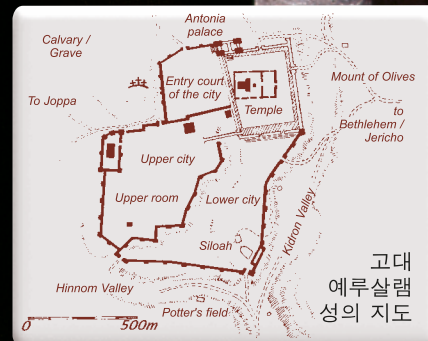 Antonia
palace
Calvary /
Grave
Entry court
of the city
Mount of Olives
To Joppa
Temple
to
Bethlehem /
Jericho
Upper city
Upper room
Lower city
Kidron Valley
Siloah
Hinnom Valley
Potter's field
0
500m
고대
예루살램
성의 지도